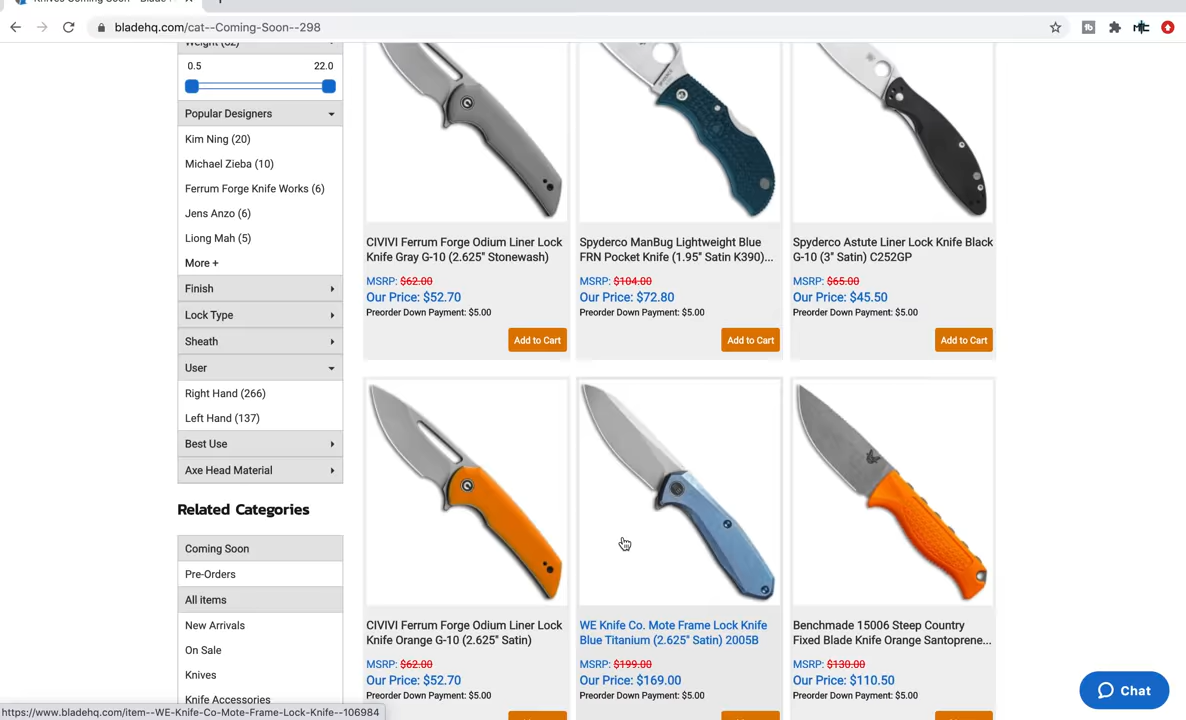 bladehq.com/cat--Coming-Soon--298
0.5 22.0
Popular Designers
Kim Ning (20)
Michael Zieba (10)
Ferrum Forge Knife Works (6)
Jens Anzo (6)
Liong Mah (5)
More +
Finish
Lock Type
Sheath
User
Right Hand (266)
Left Hand (137)
Best Use
Axe Head Material
Related Categories
Coming Soon
Pre-Orders
All items
New Arrivals
On Sale
Knives
Knife Accessories
CIVIVI Ferrum Forge Odium Liner Lock
Knife Gray G-10 (2.625" Stonewash)
MSRP: $62.00
Our Price: $52.70
Preorder Down Payment: $5.00
Add to Cart
Spyderco ManBug Lightweight Blue
FRN Pocket Knife (1.95" Satin K390)...
MSRP: $104.00
Our Price: $72.80
Preorder Down Payment: $5.00
Add to Cart
Spyderco Astute Liner Lock Knife Black
G-10 (3" Satin) C252GP
MSRP: $65.00
Our Price: $45.50
Preorder Down Payment: $5.00
Add to Cart
CIVIVI Ferrum Forge Odium Liner Lock
Knife Orange G-10 (2.625" Satin)
MSRP: $62.00
Our Price: $52.70
Preorder Down Payment: $5.00
WE Knife Co. Mote Frame Lock Knife
Blue Titanium (2.625" Satin) 2005B
MSRP: $199.00
Our Price: $169.00
Preorder Down Payment: $5.00
Benchmade 15006 Steep Country
Fixed Blade Knife Orange Santoprene...
MSRP: $130.00
Our Price: $110.50
Preorder Down Payment: $5.00
Chat
https://www.bladehq.com/item--WE-Knife-Co-Mote-Frame-Lock-Knife--106984